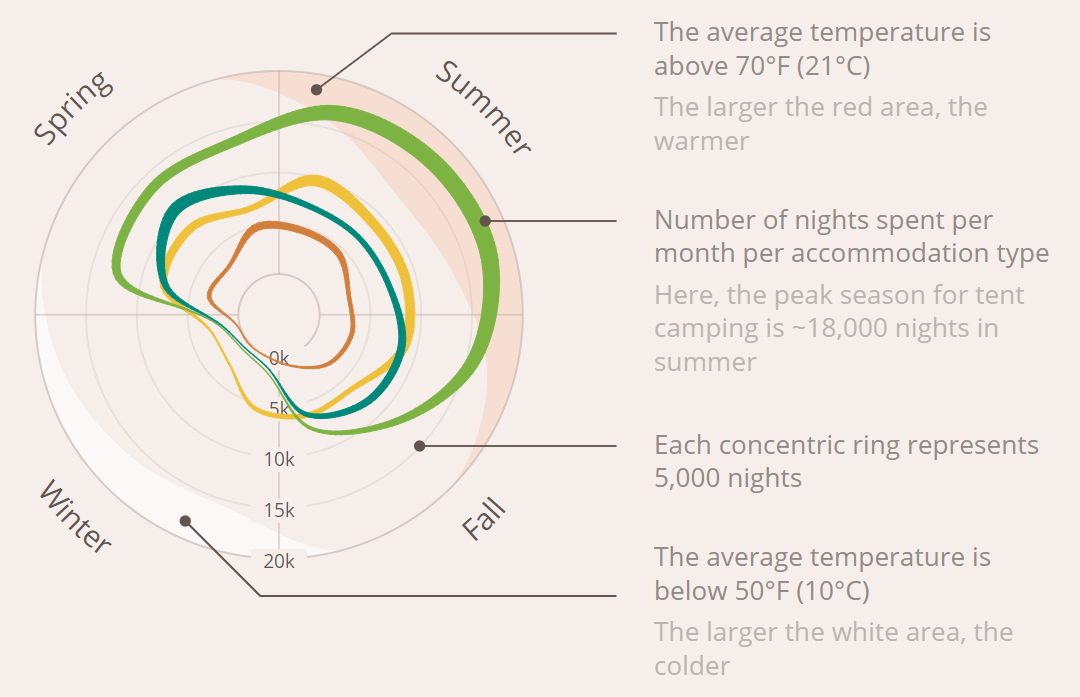 Spring
Summer
Fall
Winter
0k
5k
10k
15k
20k
The average temperature is
above 70°F (21°C)
The larger the red area, the
warmer
Number of nights spent per
month per accommodation type
Here, the peak season for tent
camping is ~18,000 nights in
summer
Each concentric ring represents
5,000 nights
The average temperature is
below 50°F (10°C)
The larger the white area, the
colder